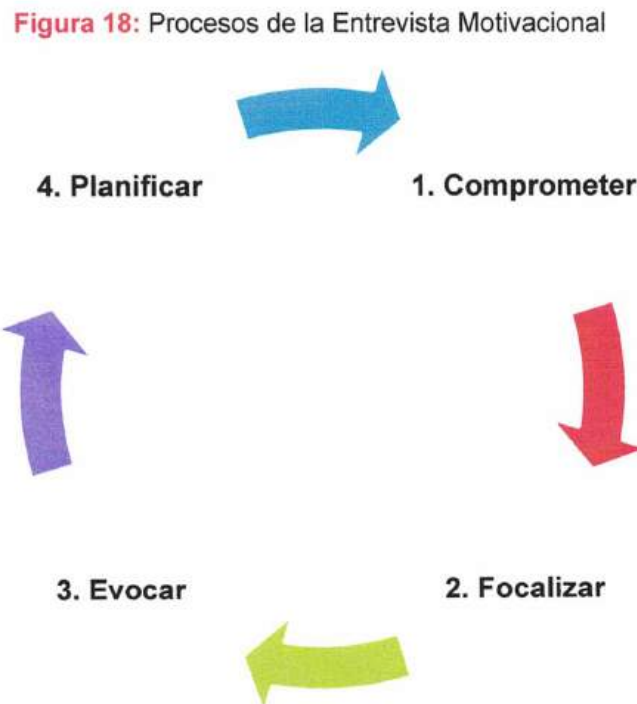 Figura 18: Procesos de la Entrevista Motivacional
4. Planificar
1. Comprometer
3. Evocar
2. Focalizar